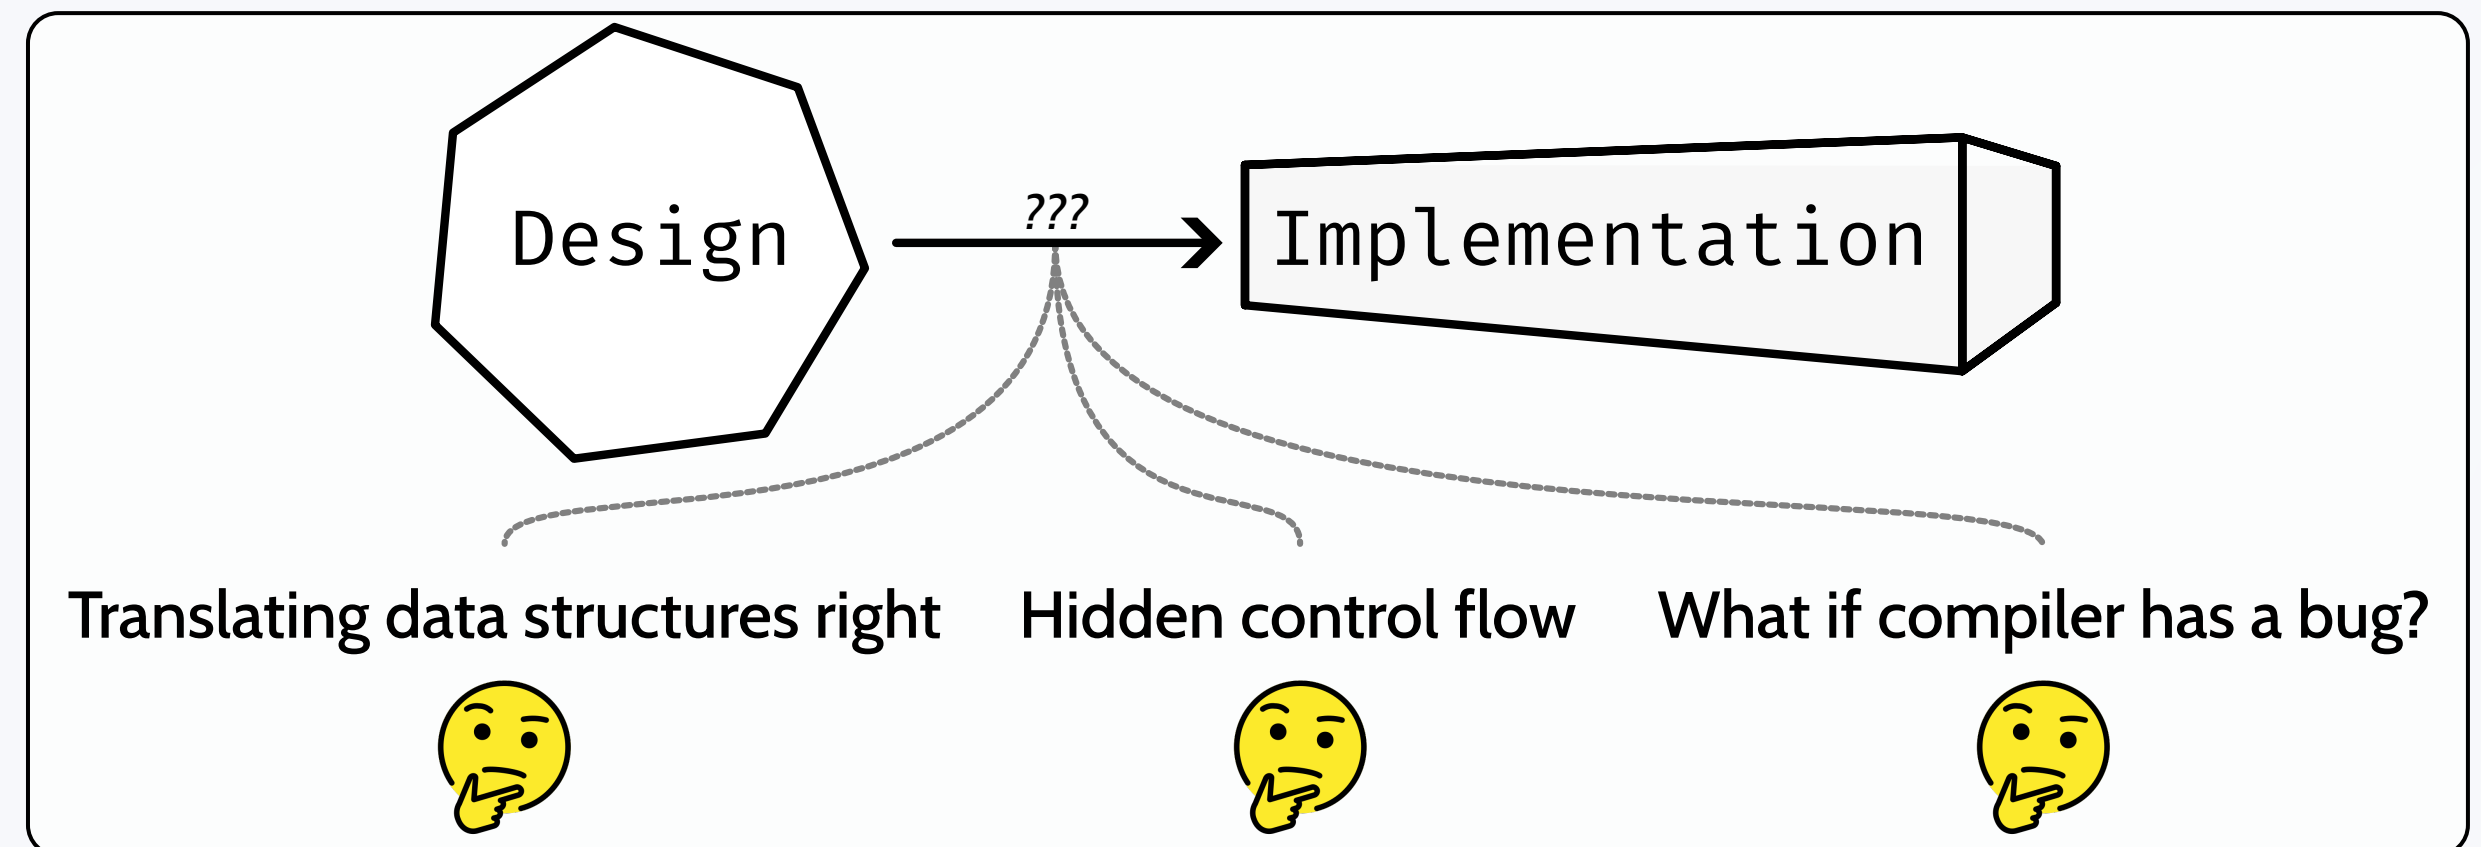 Design
???
Implementation
Translating data structures right
Hidden control flow
What if compiler has a bug?